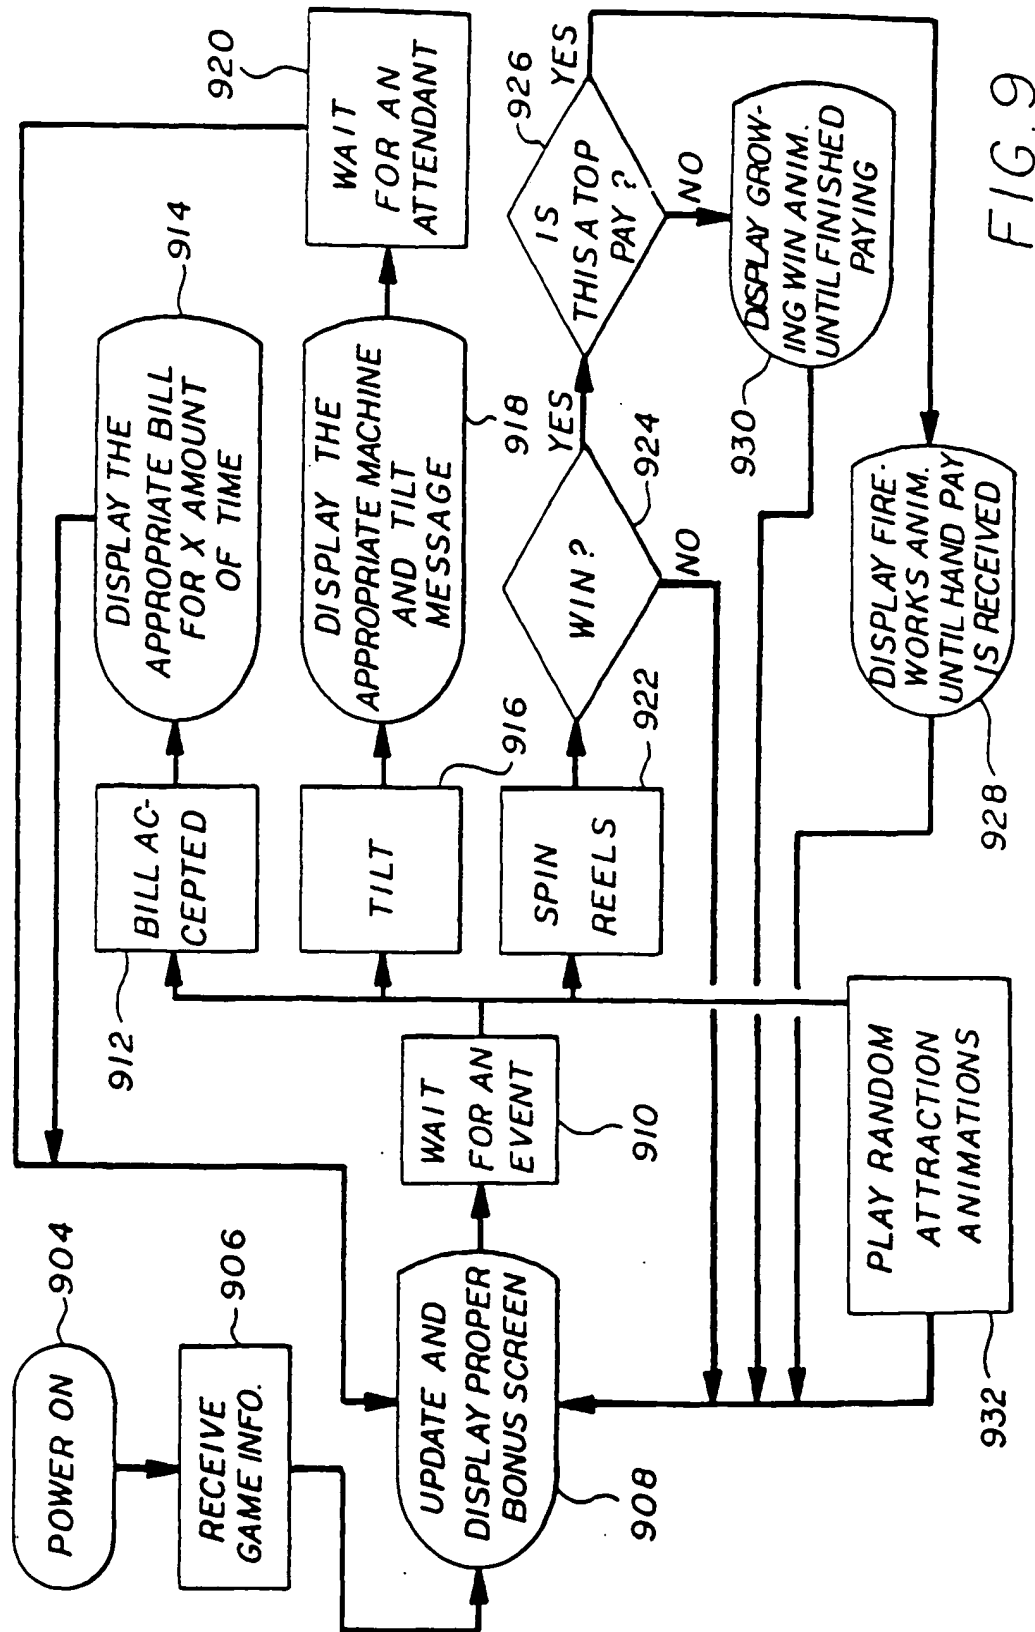 POWER ON
904
RECEIVE
GAME INFO.
906
UPDATE AND
DISPLAY PROPER
BONUS SCREEN
908
WAIT
FOR AN
EVENT
910
BILL AC-
CEPTED
912
DISPLAY THE
APPROPRIATE BILL
FOR X AMOUNT
OF TIME
914
TILT
916
DISPLAY THE
APPROPRIATE MACHINE
AND TILT
MESSAGE
918
WAIT
FOR AN
ATTENDANT
920
SPIN
REELS
922
WIN?
924
YES
NO
IS
THIS A TOP
PAY?
926
YES
NO
DISPLAY GROW-
ING WIN ANIM.
UNTIL FINISHED
PAYING
930
DISPLAY FIRE-
WORKS ANIM.
UNTIL HAND PAY
IS RECEIVED
928
PLAY RANDOM
ATTRACTION
ANIMATIONS
932
FIG. 9